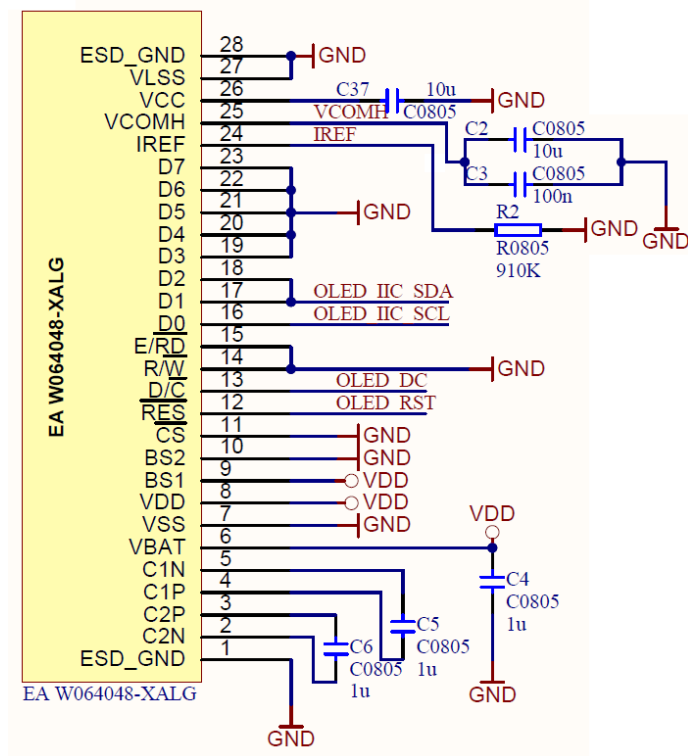 ESD_GND 28 GND
VLSS 27
VCC 26 C37 10u GND
C0805
VCOMH 25 VCOMH
C2 C0805
10u
IREF 24 IREF
C3 C0805
100n
GND
D7 23
D6 22
D5 21 GND
D4 20
D3 19
R2 GND
R0805
910K
D2 18
D1 17 OLED_IIC_SDA
D0 16 OLED_IIC_SCL
E/RD 15
R/W 14 GND
D/C 13 OLED_DC
RES 12 OLED_RST
CS 11 GND
BS2 10 GND
BS1 9 VDD
VDD 8 VDD
VSS 7 GND
VBAT 6 VDD
C1N 5
C1P 4
C2P 3
C2N 2
ESD_GND 1
C4
C0805
1u
GND
C5
C0805
1u
C6
C0805
1u
GND
EA W064048-XALG
EA W064048-XALG